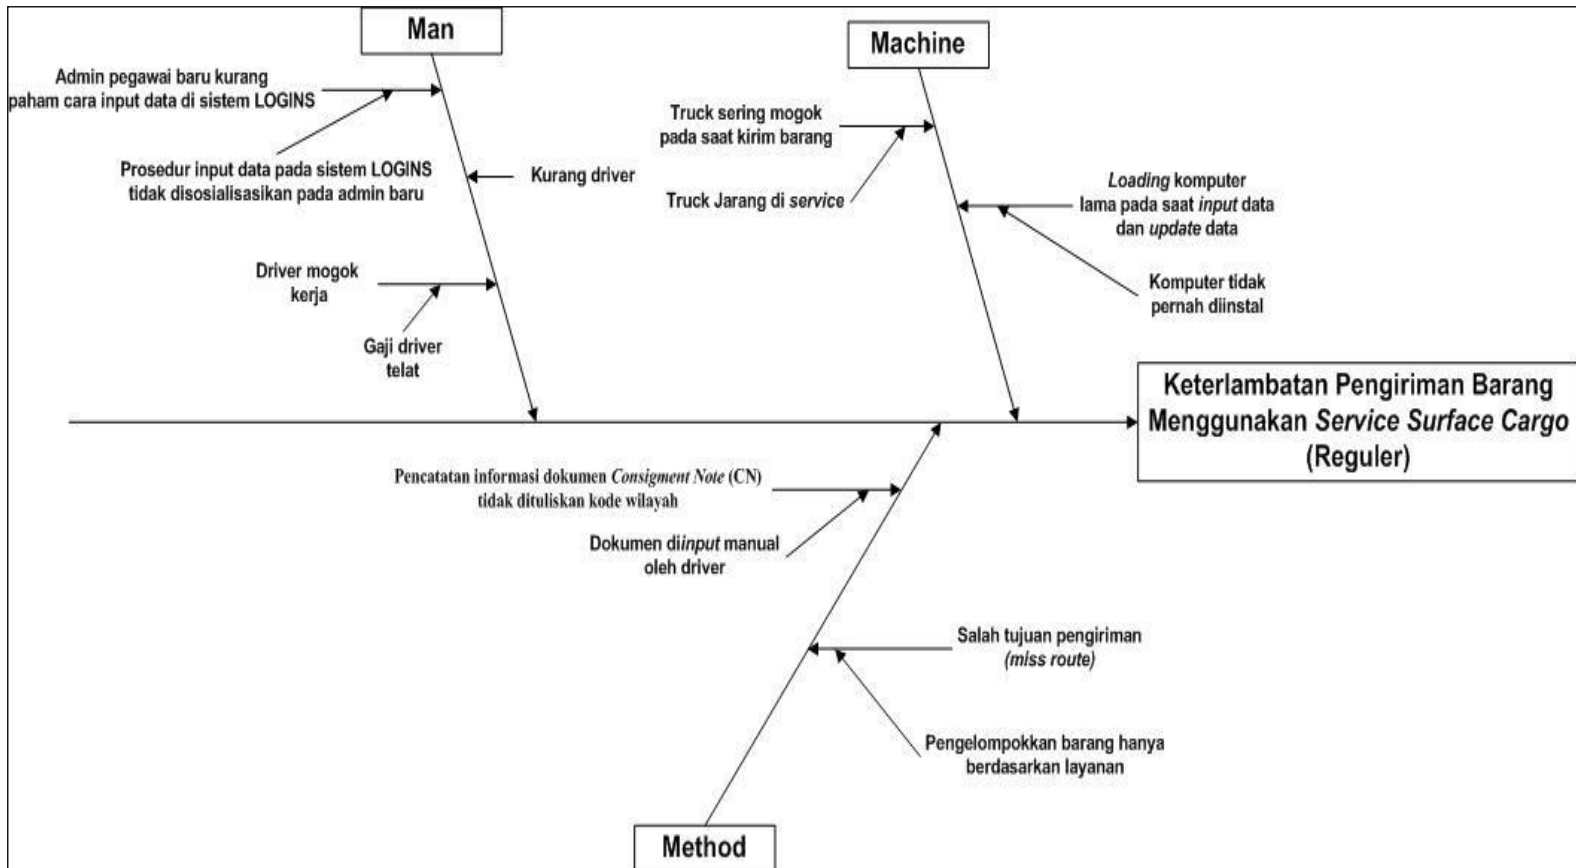 Man
Admin pegawai baru kurang
paham cara input data di sistem LOGINS
Prosedur input data pada sistem LOGINS
tidak disosialisasikan pada admin baru
Kurang driver
Driver mogok
kerja
Gaji driver
telat
Machine
Truck sering mogok
pada saat kirim barang
Truck Jarang di service
Loading komputer
lama pada saat input data
dan update data
Komputer tidak
pernah diinstal
Keterlambatan Pengiriman Barang
Menggunakan Service Surface Cargo
(Reguler)
Pencatatan informasi dokumen Consigment Note (CN)
tidak dituliskan kode wilayah
Dokumen diinput manual
oleh driver
Salah tujuan pengiriman
(miss route)
Pengelompokkan barang hanya
berdasarkan layanan
Method